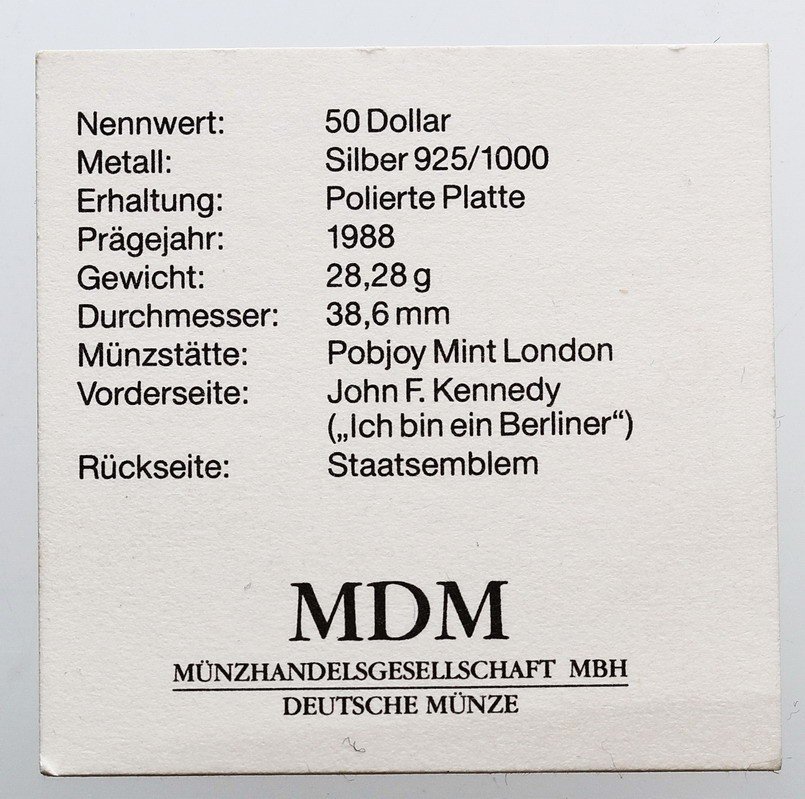 Nennwert: 50 Dollar
Metall: Silber 925/1000
Erhaltung: Polierte Platte
Prägejahr: 1988
Gewicht: 28,28 g
Durchmesser: 38,6 mm
Münzstätte: Pobjoy Mint London
Vorderseite: John F. Kennedy
(„Ich bin ein Berliner“)
Rückseite: Staatsemblem
MDM
MÜNZHANDELSGESELLSCHAFT MBH
DEUTSCHE MÜNZE